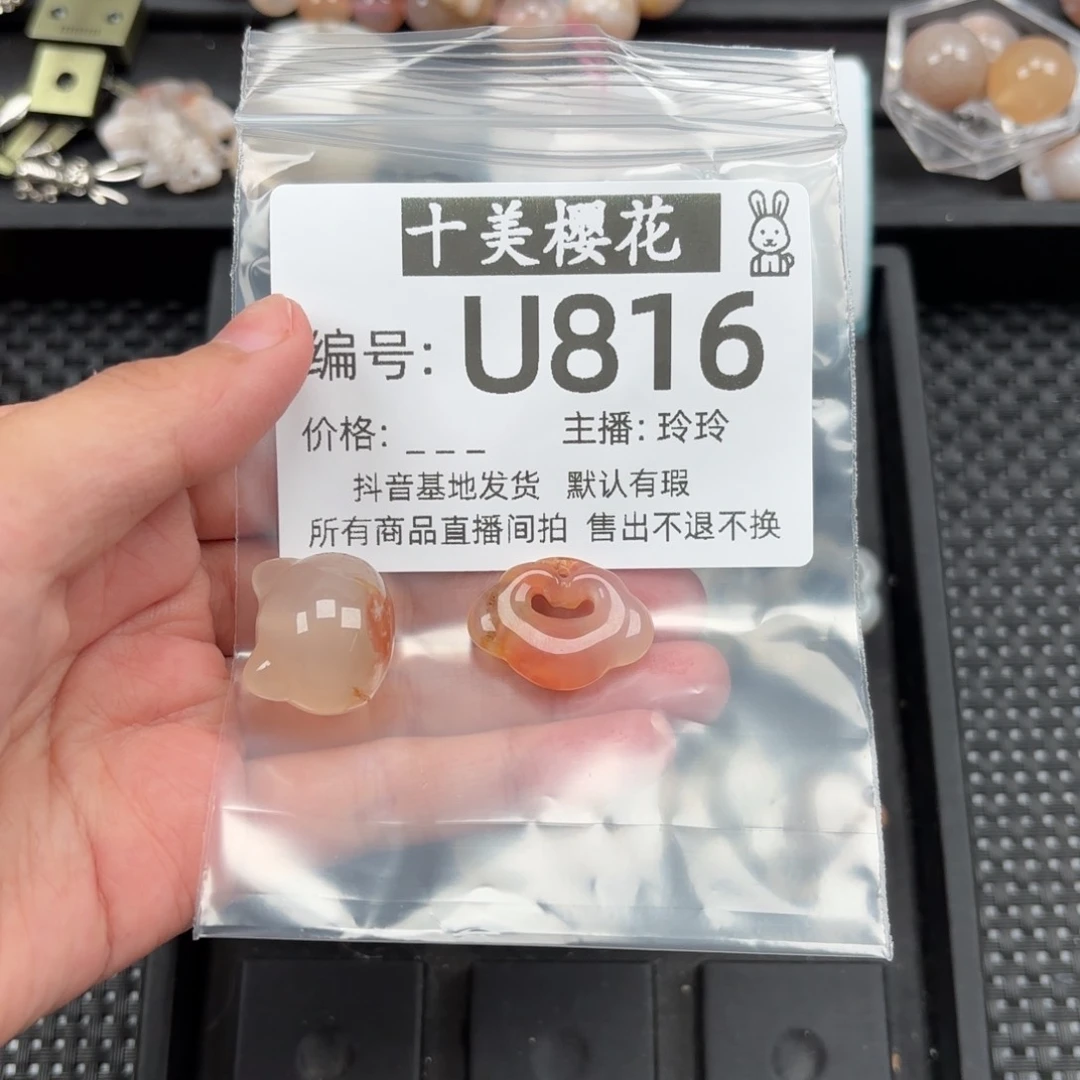 十美樱花
编号: U816
价格: _ _ _ 主播: 玲玲
抖音基地发货 默认有瑕
所有商品直播间拍 售出不退不换